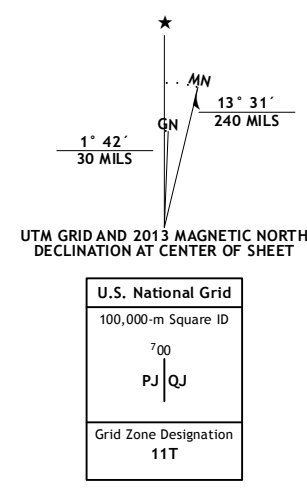 ★
MN
GN
13° 31´
240 MILS
1° 42´
30 MILS
UTM GRID AND 2013 MAGNETIC NORTH
DECLINATION AT CENTER OF SHEET
U.S. National Grid
100,000-m Square ID
⁷00
PJ QJ
Grid Zone Designation
11T